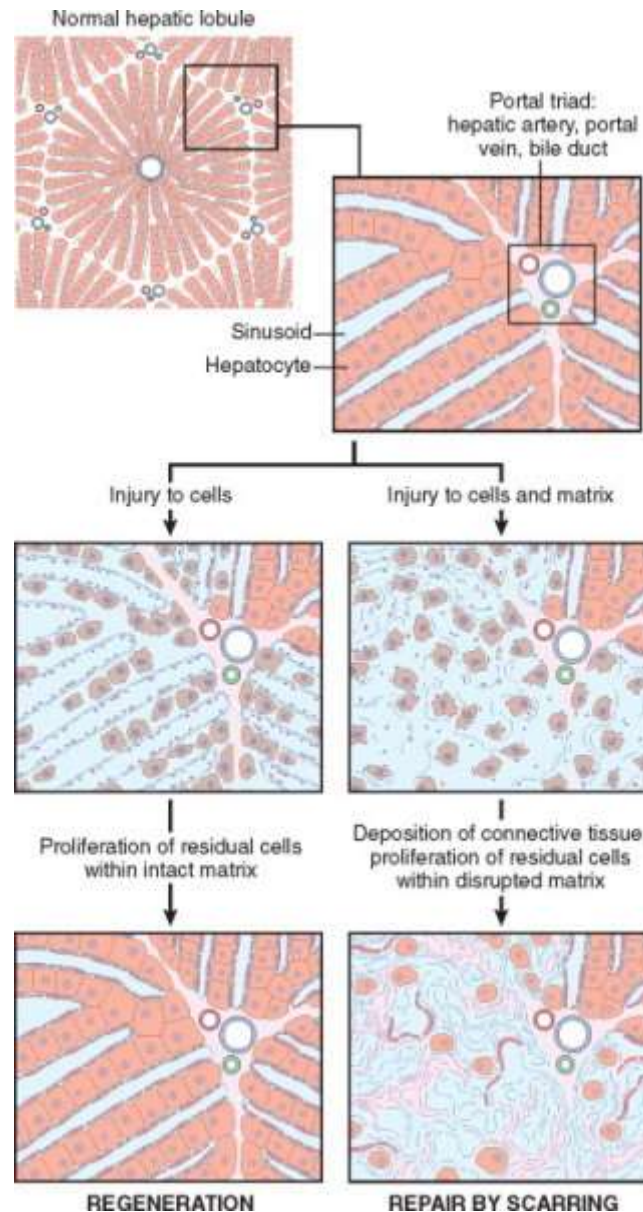 Normal hepatic lobule
Portal triad:
hepatic artery, portal
vein, bile duct
Sinusoid
Hepatocyte
Injury to cells
Injury to cells and matrix
Proliferation of residual cells
within intact matrix
Deposition of connective tissue
proliferation of residual cells
within disrupted matrix
REGENERATION
REPAIR BY SCARRING